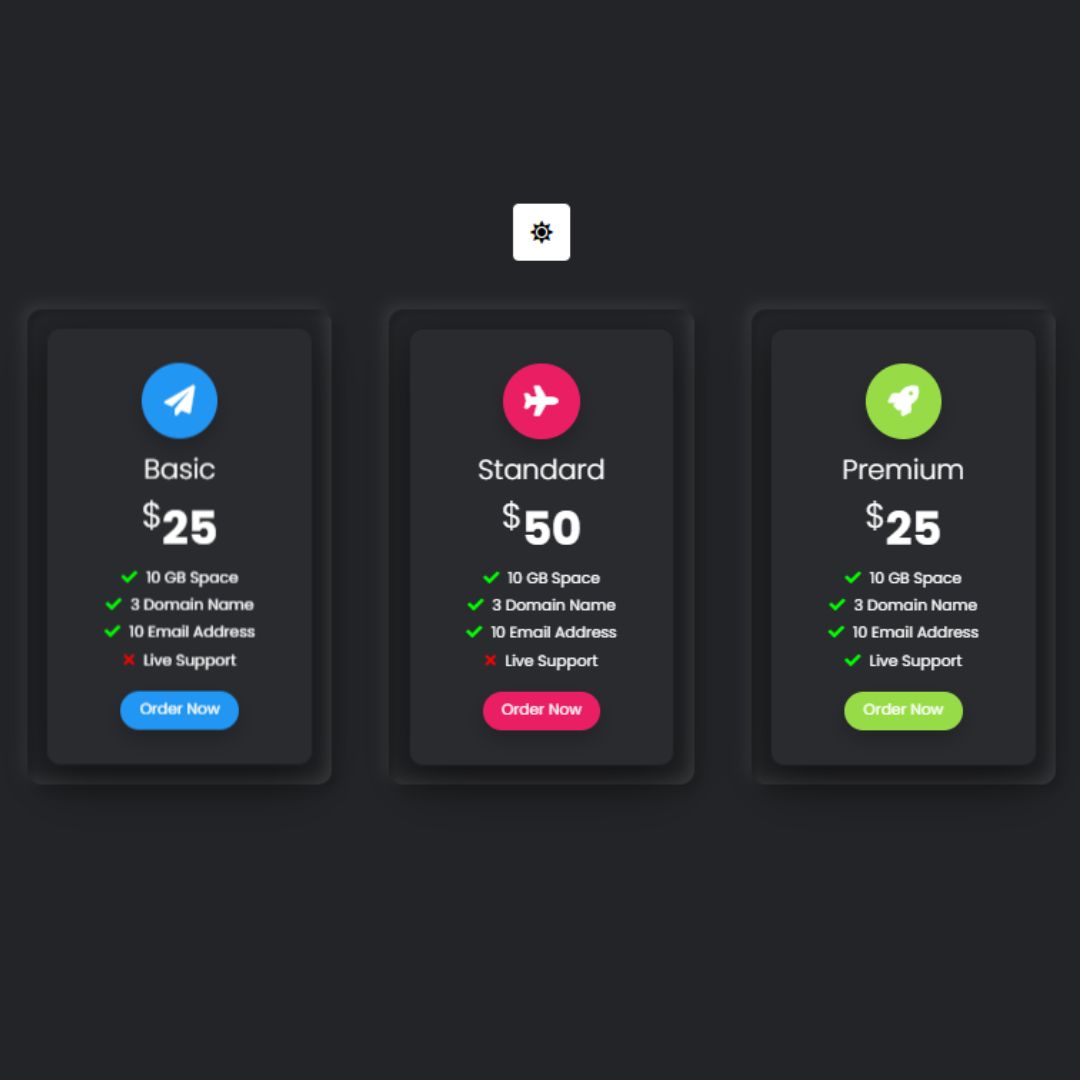 Basic
$25
10 GB Space
3 Domain Name
10 Email Address
Live Support
Order Now
Standard
$50
10 GB Space
3 Domain Name
10 Email Address
Live Support
Order Now
Premium
$25
10 GB Space
3 Domain Name
10 Email Address
Live Support
Order Now